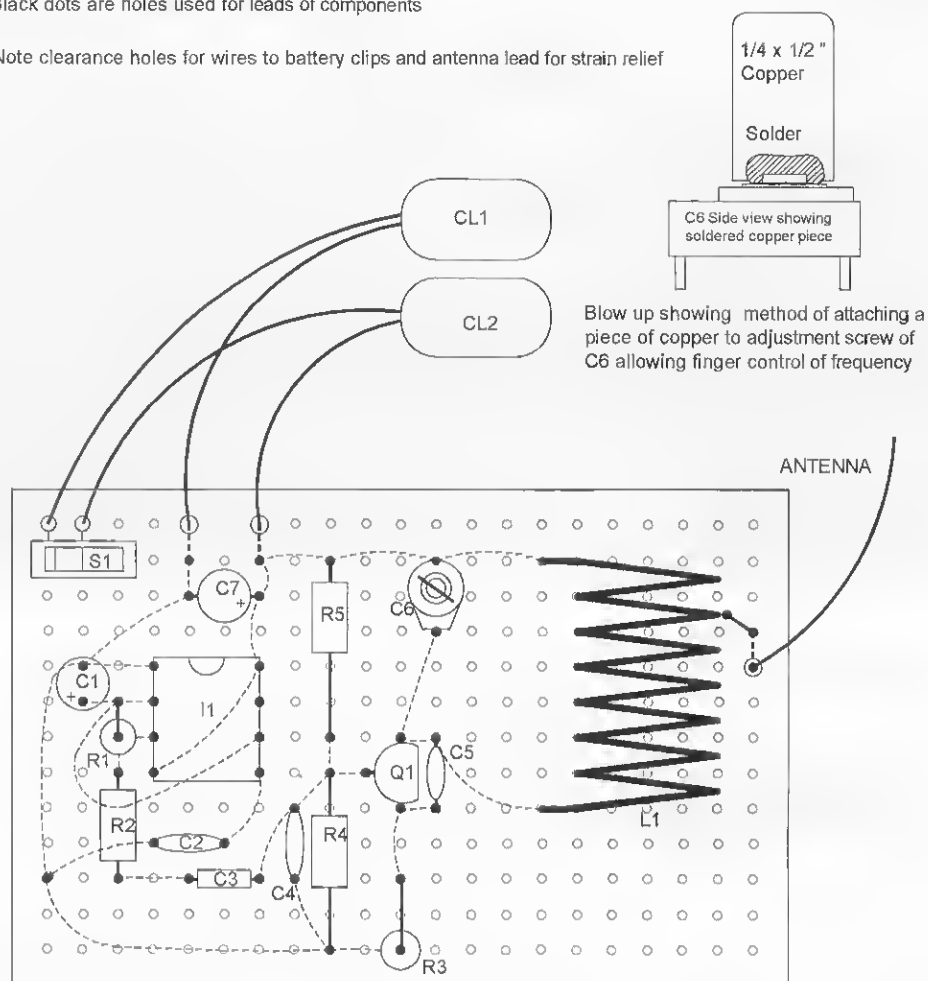 Black dots are holes used for leads of components
Note clearance holes for wires to battery clips and antenna lead for strain relief
1/4 x 1/2 "
Copper
Solder
C6 Side view showing
soldered copper piece
CL1
CL2
Blow up showing method of attaching a
piece of copper to adjustment screw of
C6 allowing finger control of frequency
ANTENNA
S1
C7
+
R5
C6
C1
+
I1
R1
Q1
C5
R2
C2
R4
L1
C3
C4
R3